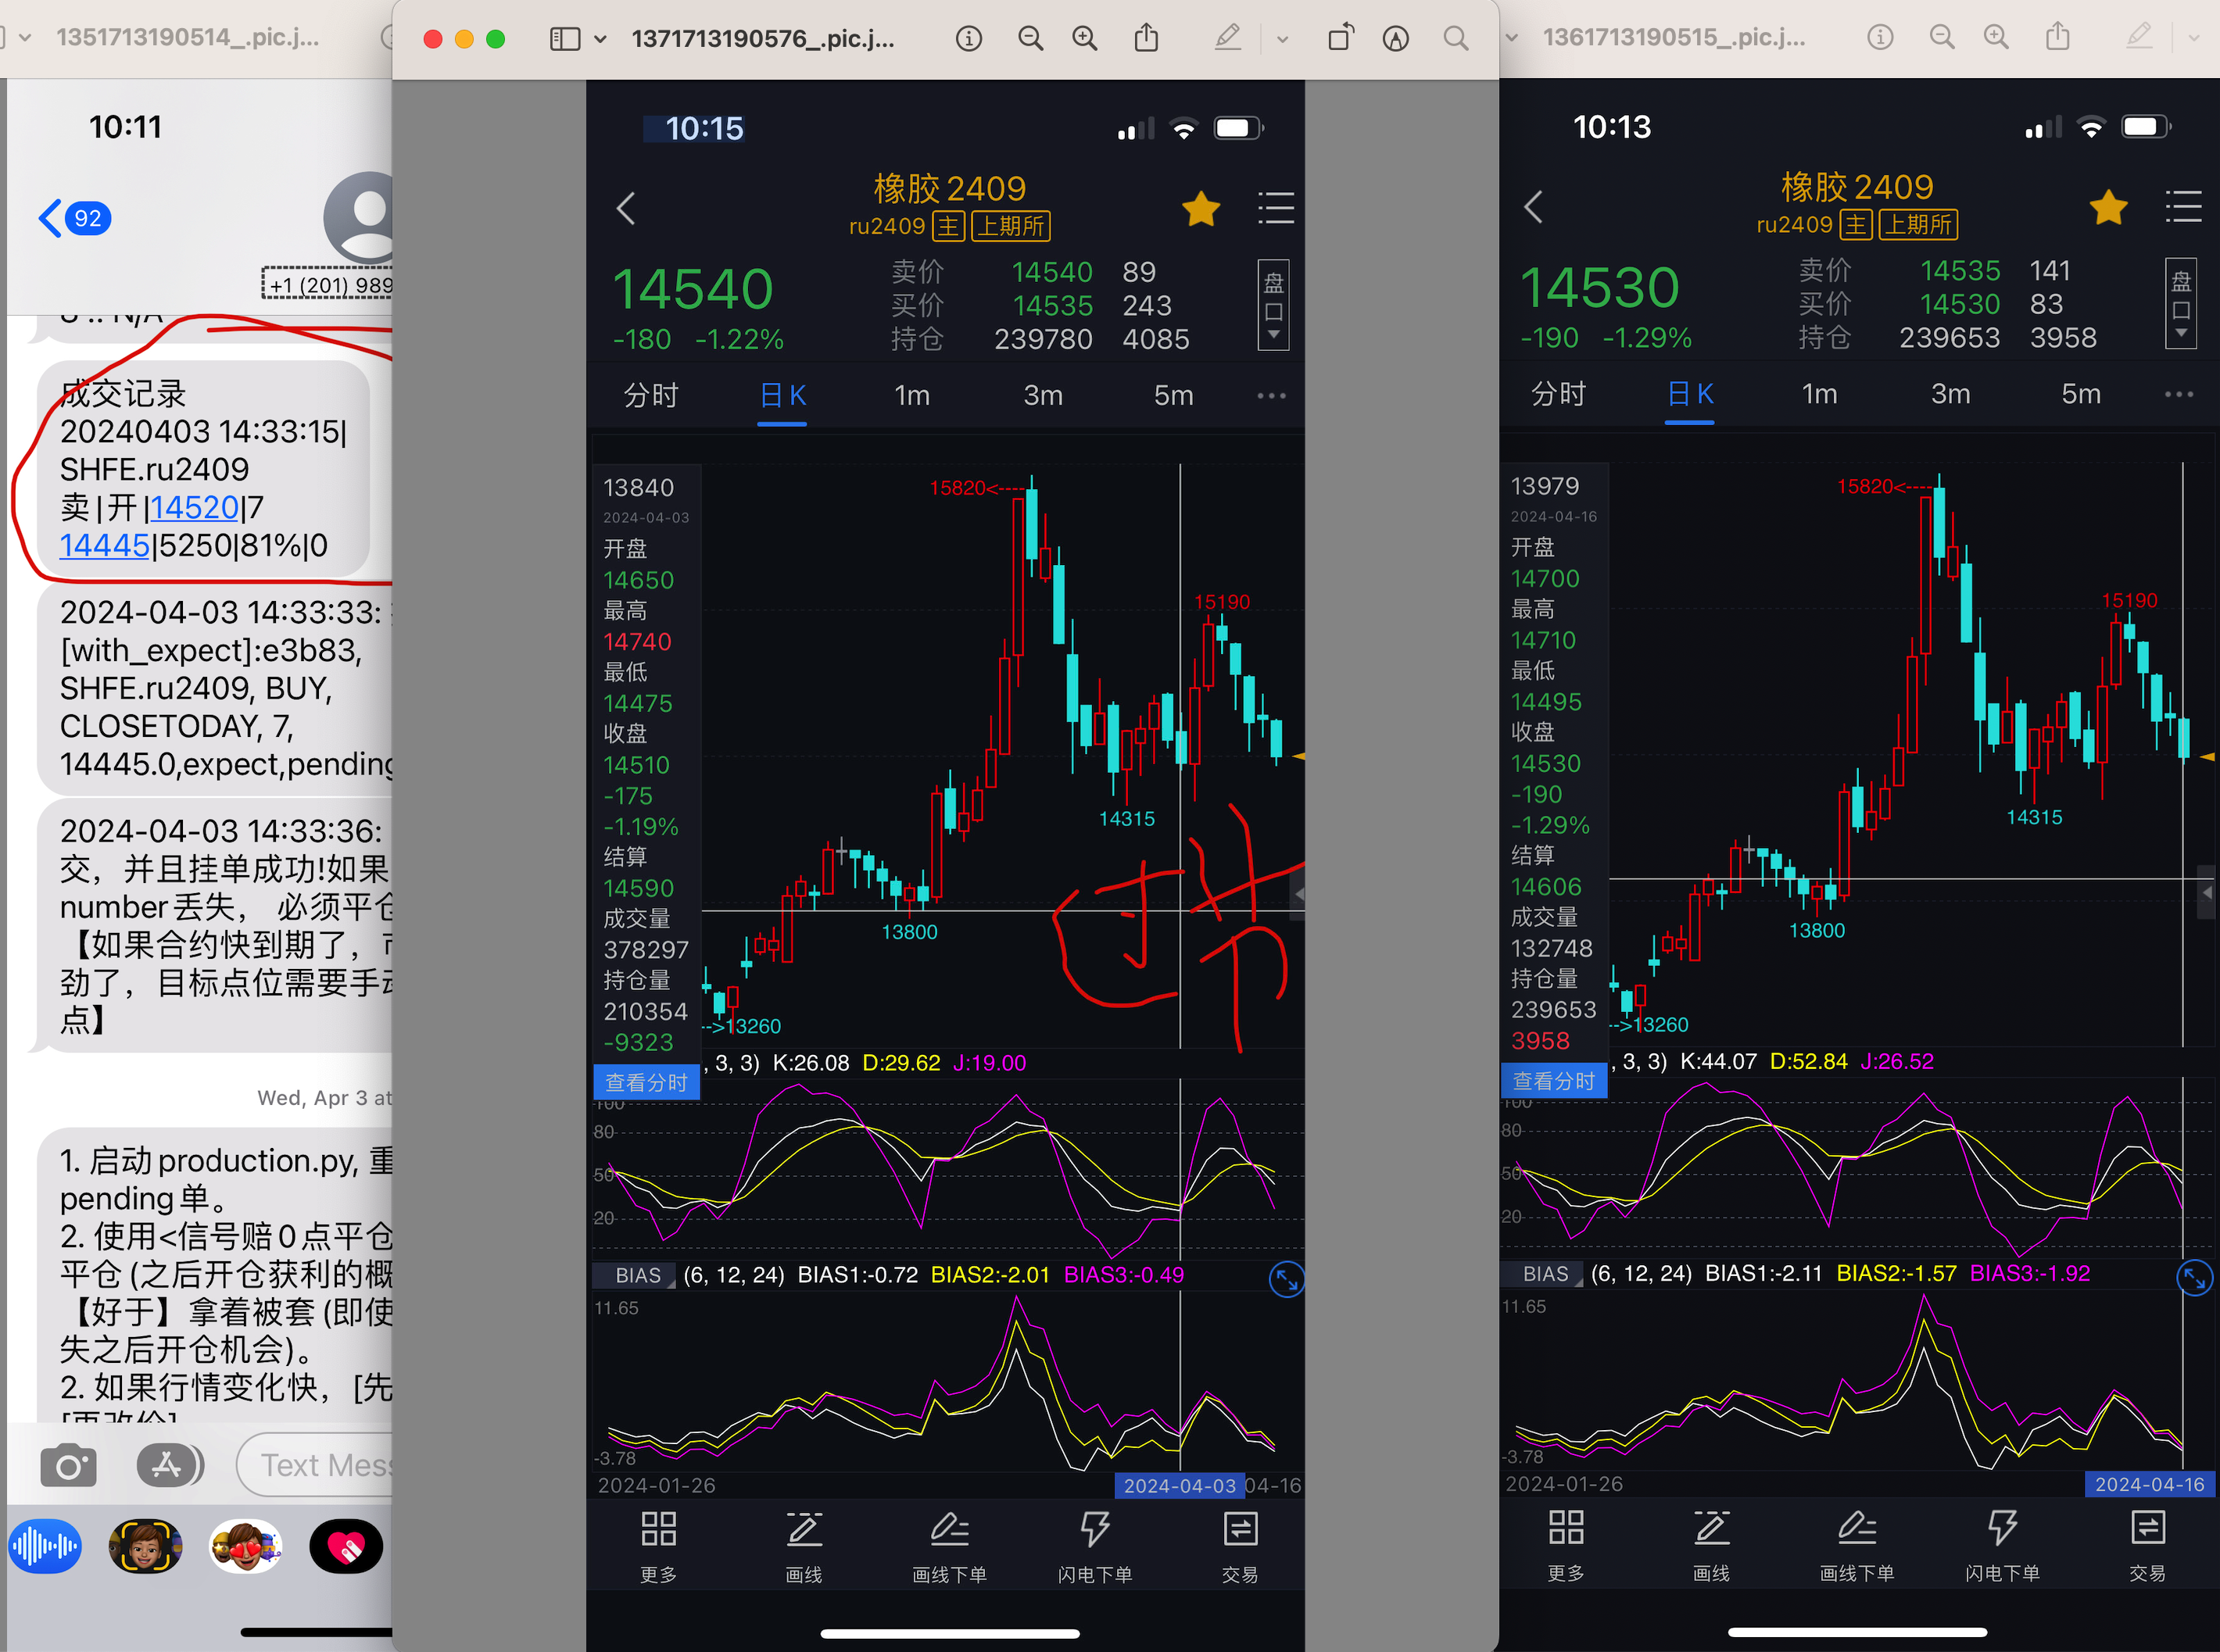 1351713190514_.pic.j...
10:11
92
+1 (201) 989
成交记录
20240403 14:33:15|
SHFE.ru2409
卖|开|14520|7
14445|5250|81%|0
2024-04-03 14:33:33:
[with_expect]:e3b83,
SHFE.ru2409, BUY,
CLOSETODAY, 7,
14445.0,expect,pending
2024-04-03 14:33:36:
交，并且挂单成功!如果
number丢失， 必须平仓
【如果合约快到期了，
劲了，目标点位需要手动
点】
Wed, Apr 3 at
1. 启动production.py, 重
pending单。
2. 使用<信号赔0点平仓
平仓(之后开仓获利的概
【好于】拿着被套(即使
失之后开仓机会)。
2. 如果行情变化快， [先
Text Mess
1371713190576_.pic.j...
10:15
橡胶2409
ru2409 主 上期所
14540
-180 -1.22%
卖价 14540 89
买价 14535 243
持仓 239780 4085
盘口
分时 日K 1m 3m 5m
13840
2024-04-03
开盘
14650
最高
14740
最低
14475
收盘
14510
-175
-1.19%
结算
14590
成交量
378297
持仓量
210354
-9323
查看分时
15820<----
15190
14315
13800
-->13260
, 3, 3) K:26.08 D:29.62 J:19.00
100
80
50
20
BIAS (6, 12, 24) BIAS1:-0.72 BIAS2:-2.01 BIAS3:-0.49
11.65
-3.78
2024-01-26 2024-04-03 04-16
更多 画线 画线下单 闪电下单 交易
1361713190515_.pic.j...
10:13
橡胶2409
ru2409 主 上期所
14530
-190 -1.29%
卖价 14535 141
买价 14530 83
持仓 239653 3958
盘口
分时 日K 1m 3m 5m
13979
2024-04-16
开盘
14700
最高
14710
最低
14495
收盘
14530
-190
-1.29%
结算
14606
成交量
132748
持仓量
239653
3958
查看分时
15820<----
15190
14315
13800
-->13260
, 3, 3) K:44.07 D:52.84 J:26.52
100
80
50
20
BIAS (6, 12, 24) BIAS1:-2.11 BIAS2:-1.57 BIAS3:-1.92
11.65
-3.78
2024-01-26 2024-04-16
更多 画线 画线下单 闪电下单 交易